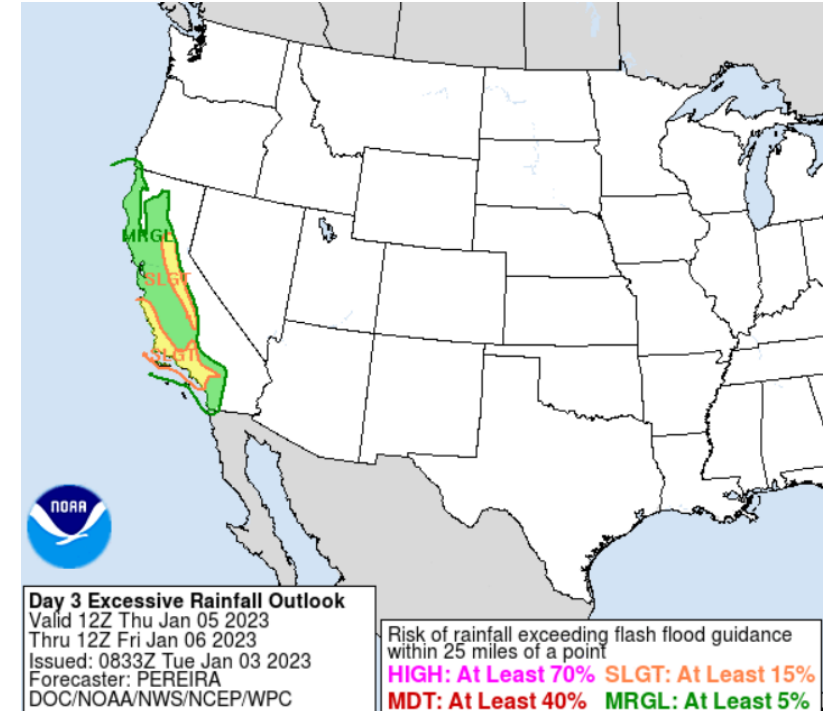 MRGL
SLGT
SLGT
NOAA
Day 3 Excessive Rainfall Outlook
Valid 12Z Thu Jan 05 2023
Thru 12Z Fri Jan 06 2023
Issued: 0833Z Tue Jan 03 2023
Forecaster: PEREIRA
DOC/NOAA/NWS/NCEP/WPC
Risk of rainfall exceeding flash flood guidance
within 25 miles of a point
HIGH: At Least 70% SLGT: At Least 15%
MDT: At Least 40% MRGL: At Least 5%